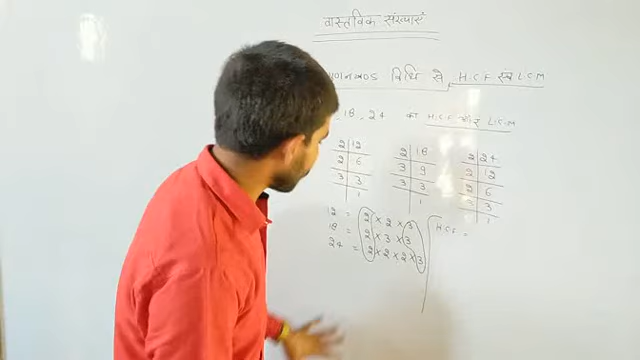 वास्तविक संख्याएं
विधि से H.C.F एवं L.C.M
, 18, 24 का H.C.F और L.C.M
2 | 12
2 | 6
3 | 3
1
2 | 18
3 | 9
3 | 3
1
2 | 24
2 | 12
2 | 6
3 | 3
1
12 = 2 × 2 × 3
18 = 2 × 3 × 3
24 = 2 × 2 × 2 × 3
H.C.F =